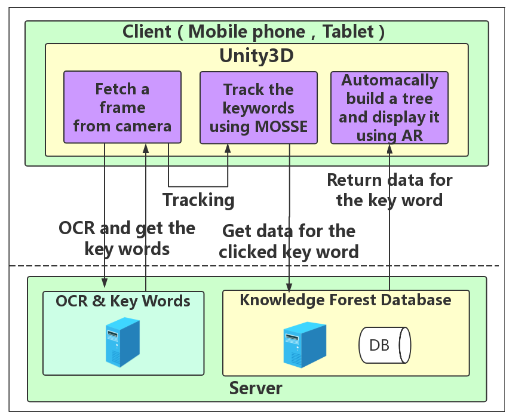 Client ( Mobile phone , Tablet )
Unity3D
Fetch a
frame
from camera
Track the
keywords
using MOSSE
Automacally
build a tree
and display it
using AR
Tracking
Return data for
the key word
OCR and get the
key words
Get data for the
clicked key word
OCR & Key Words
Knowledge Forest Database
DB
Server